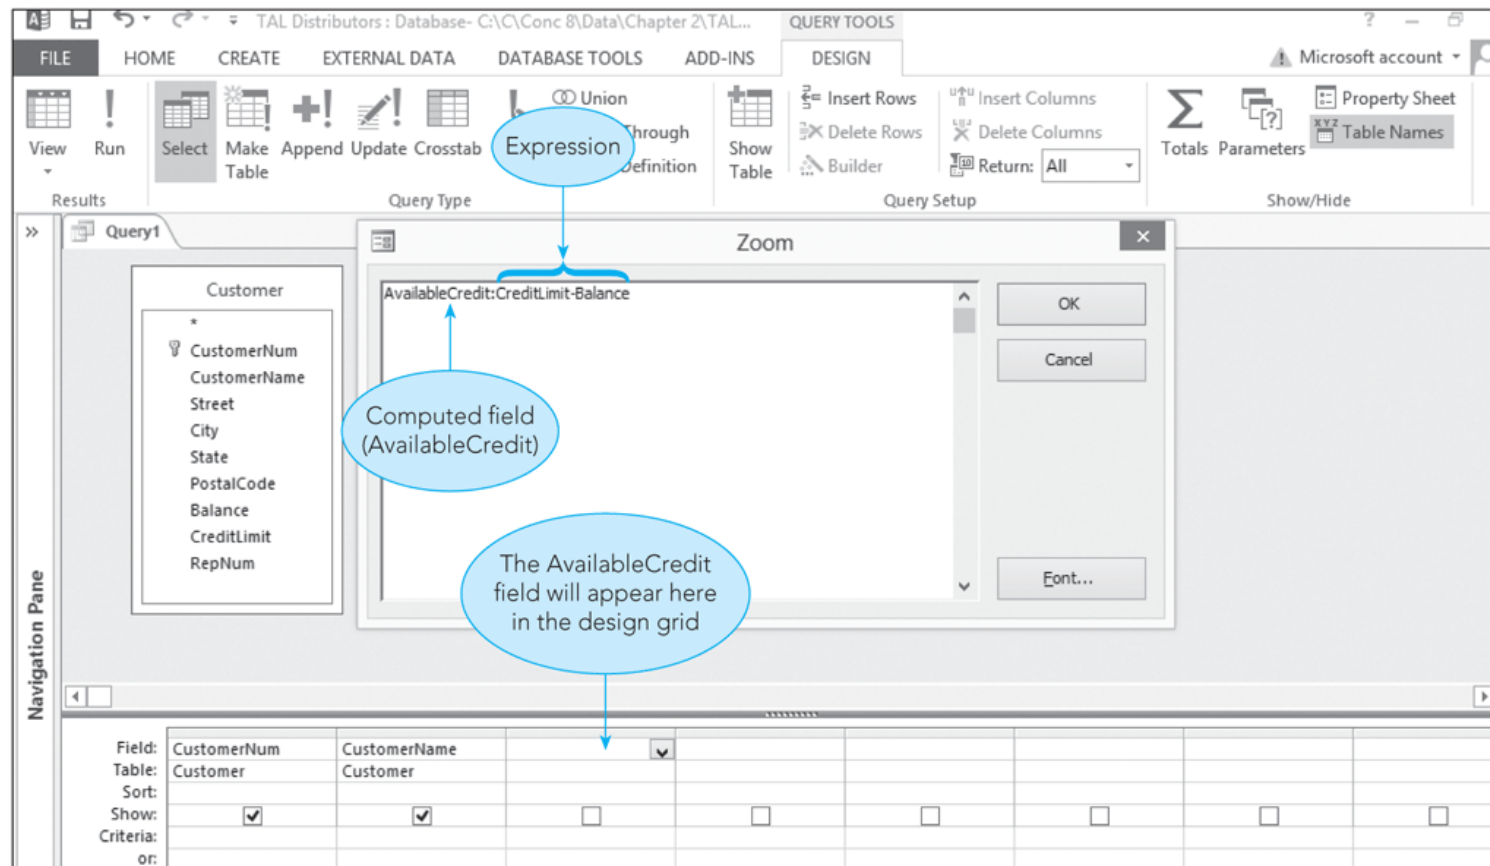 TAL Distributors : Database- C:\C\Conc 8\Data\Chapter 2\TAL...
QUERY TOOLS
?
FILE
HOME
CREATE
EXTERNAL DATA
DATABASE TOOLS
ADD-INS
DESIGN
Microsoft account
View
Run
Select
Make
Table
Append
Update
Crosstab
Union
Through
Definition
Show
Table
Insert Rows
Delete Rows
Builder
Insert Columns
Delete Columns
Return: All
Totals
Parameters
Property Sheet
Table Names
Results
Query Type
Query Setup
Show/Hide
Expression
»
Query1
Zoom
Customer
*
CustomerNum
CustomerName
Street
City
State
PostalCode
Balance
CreditLimit
RepNum
AvailableCredit:CreditLimit-Balance
OK
Cancel
Font...
Computed field
(AvailableCredit)
The AvailableCredit
field will appear here
in the design grid
Navigation Pane
Field: CustomerNum CustomerName
Table: Customer Customer
Sort:
Show:
Criteria:
or: